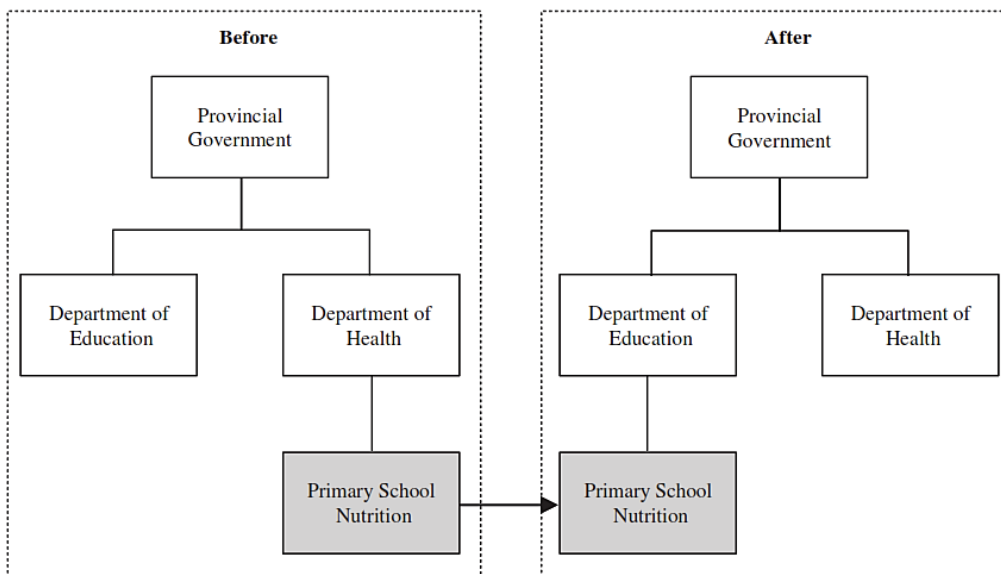 Before
Provincial
Government
Department of
Education
Department of
Health
Primary School
Nutrition
After
Provincial
Government
Department of
Education
Department of
Health
Primary School
Nutrition